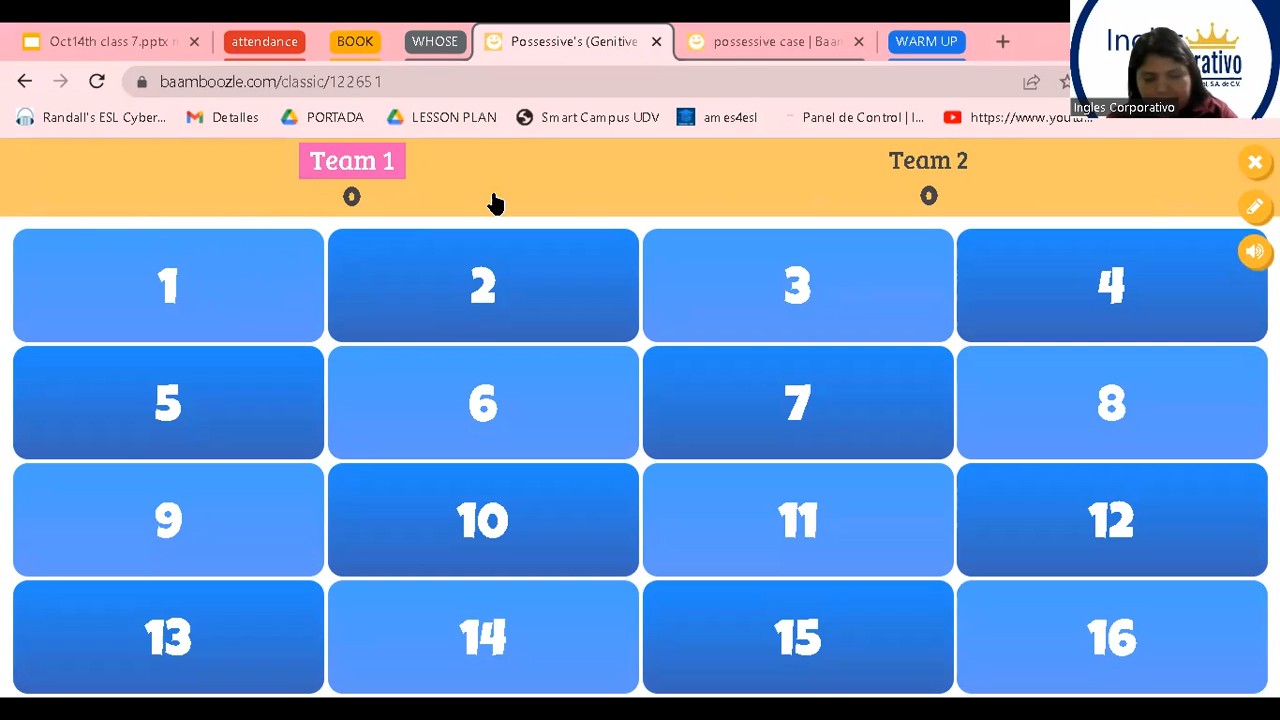 Oct14th class 7.pptx
attendance
BOOK
WHOSE
Possessive's (Genitive
possessive case | Baam
WARM UP
baamboozle.com/classic/122651
Randall's ESL Cyber...
Detalles
PORTADA
LESSON PLAN
Smart Campus UDV
am es4esl
Panel de Control | I...
https://www.yout
Ingles Corporativo
Team 1
Team 2
0
0
1
2
3
4
5
6
7
8
9
10
11
12
13
14
15
16